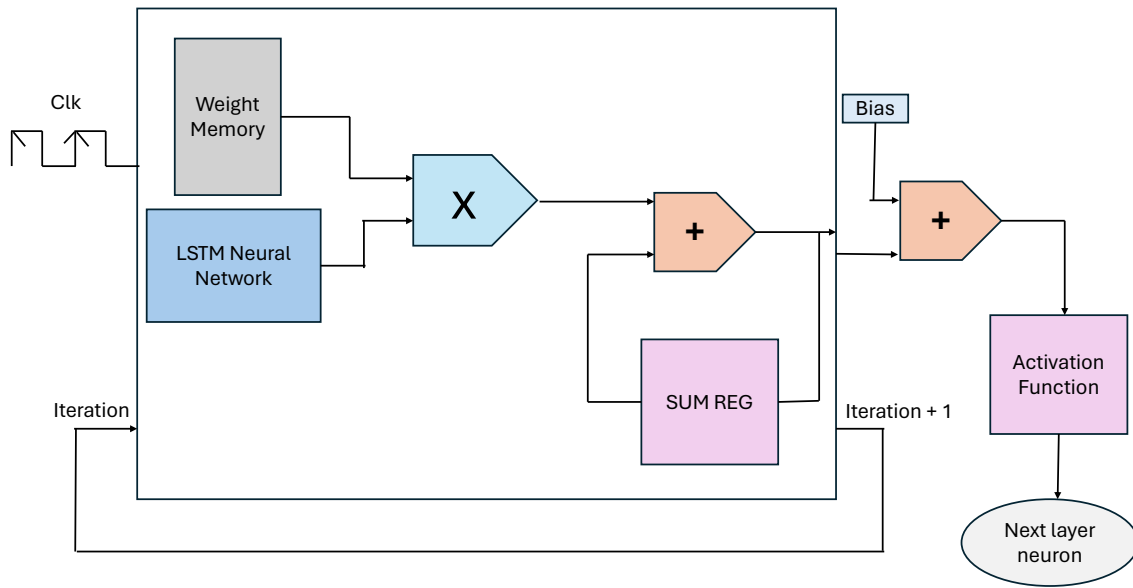 Clk
Weight
Memory
LSTM Neural
Network
X
+
SUM REG
Bias
+
Activation
Function
Iteration
Iteration + 1
Next layer
neuron